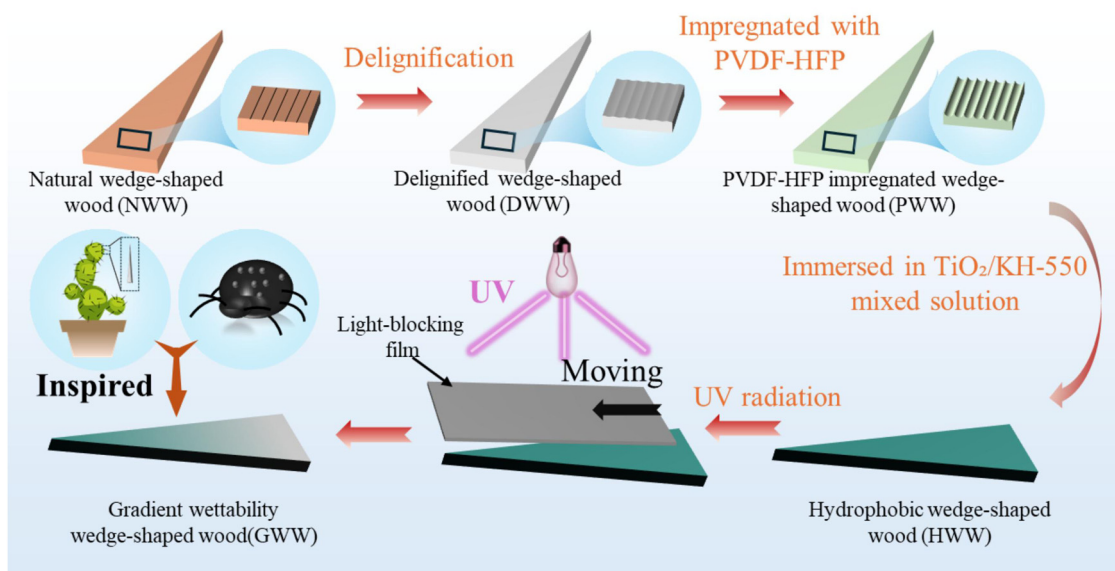 Delignification
Impregnated with
PVDF-HFP
Natural wedge-shaped
wood (NWW)
Delignified wedge-shaped
wood (DWW)
PVDF-HFP impregnated wedge-
shaped wood (PWW)
Immersed in TiO₂/KH-550
mixed solution
UV
Light-blocking
film
Moving
UV radiation
Inspired
Gradient wettability
wedge-shaped wood(GWW)
Hydrophobic wedge-shaped
wood (HWW)